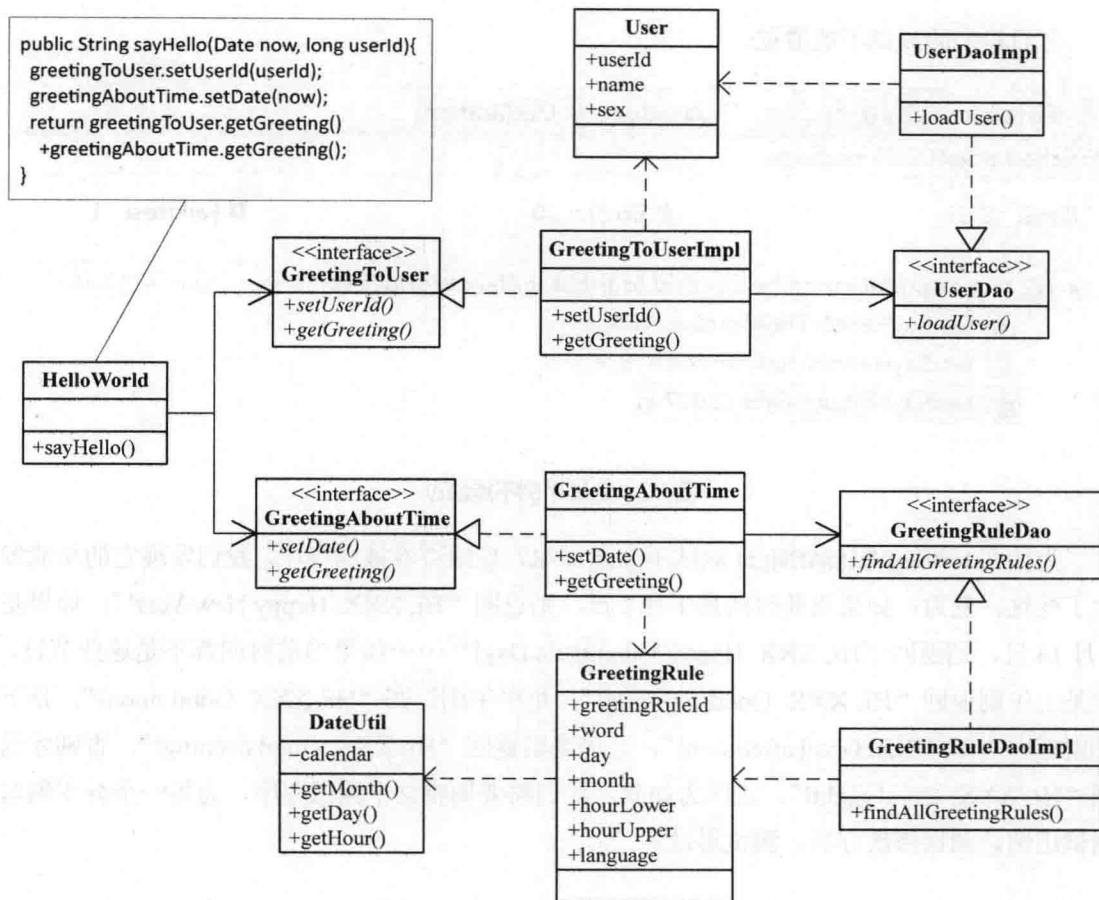 public String sayHello(Date now, long userId){
greetingToUser.setUserId(userId);
greetingAboutTime.setDate(now);
return greetingToUser.getGreeting()
+greetingAboutTime.getGreeting();
}
User
+userId
+name
+sex
UserDaoImpl
+loadUser()
<<interface>>
GreetingToUser
+setUserId()
+getGreeting()
GreetingToUserImpl
+setUserId()
+getGreeting()
<<interface>>
UserDao
+loadUser()
HelloWorld
+sayHello()
<<interface>>
GreetingAboutTime
+setDate()
+getGreeting()
GreetingAboutTime
+setDate()
+getGreeting()
<<interface>>
GreetingRuleDao
+findAllGreetingRules()
DateUtil
-calendar
+getMonth()
+getDay()
+getHour()
GreetingRule
+greetingRuleId
+word
+day
+month
+hourLower
+hourUpper
+language
GreetingRuleDaoImpl
+findAllGreetingRules()